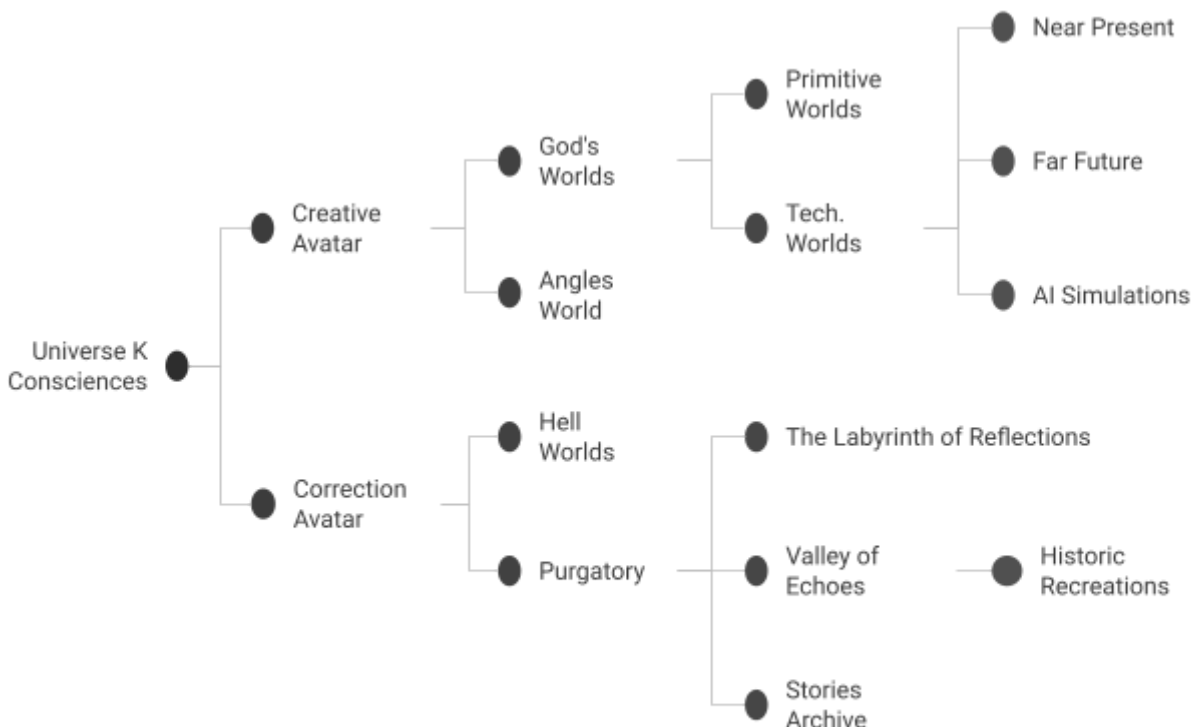 Near Present
Primitive
Worlds
God's
Worlds
Far Future
Creative
Avatar
Tech.
Worlds
Angles
World
AI Simulations
Universe K
Consciences
Hell
Worlds
The Labyrinth of Reflections
Correction
Avatar
Purgatory
Valley of
Echoes
Historic
Recreations
Stories
Archive